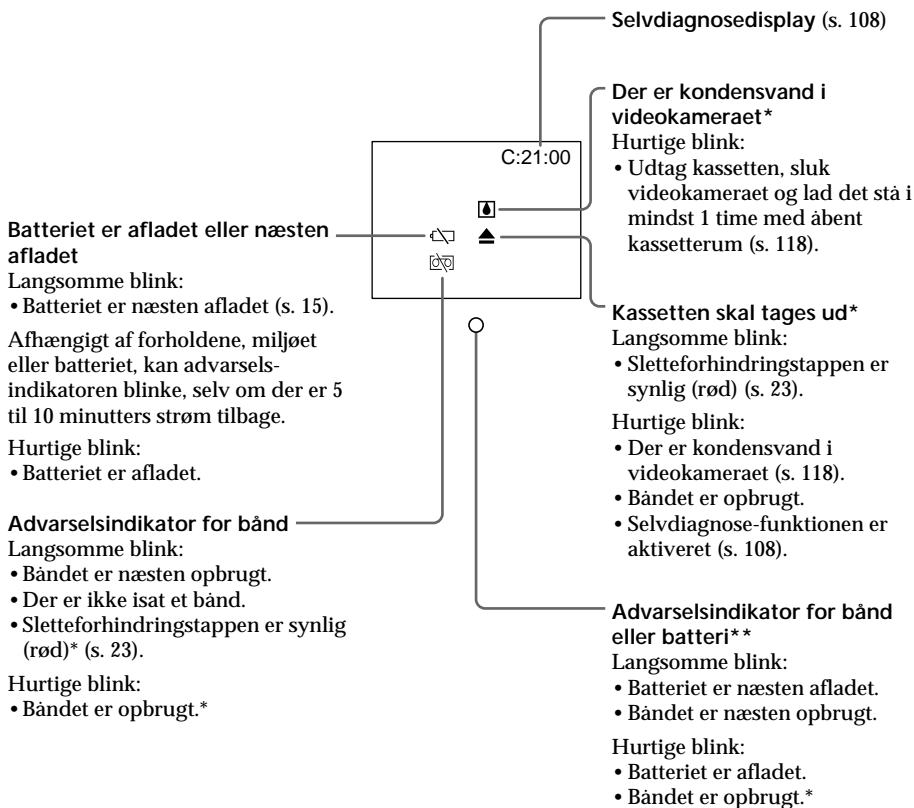 Selvdiagnosedisplay (s. 108)
Der er kondensvand i
videokameraet*
Hurtige blink:
•Udtag kassetten, sluk
videokameraet og lad det stå i
mindst 1 time med åbent
kassetterum (s. 118).
C:21:00
Batteriet er afladet eller næsten
afladet
Langsomme blink:
•Batteriet er næsten afladet (s. 15).
Afhængigt af forholdene, miljøet
eller batteriet, kan advarsels-
indikatoren blinke, selv om der er 5
til 10 minutters strøm tilbage.
Hurtige blink:
•Batteriet er afladet.
Kassetten skal tages ud*
Langsomme blink:
•Sletteforhindringstappen er
synlig (rød) (s. 23).
Hurtige blink:
•Der er kondensvand i
videokameraet (s. 118).
•Båndet er opbrugt.
•Selvdiagnose-funktionen er
aktiveret (s. 108).
Advarselsindikator for bånd
Langsomme blink:
•Båndet er næsten opbrugt.
•Der er ikke isat et bånd.
•Sletteforhindringstappen er synlig
(rød)* (s. 23).
Hurtige blink:
•Båndet er opbrugt.*
Advarselsindikator for bånd
eller batteri**
Langsomme blink:
•Batteriet er næsten afladet.
•Båndet er næsten opbrugt.
Hurtige blink:
•Batteriet er afladet.
•Båndet er opbrugt.*